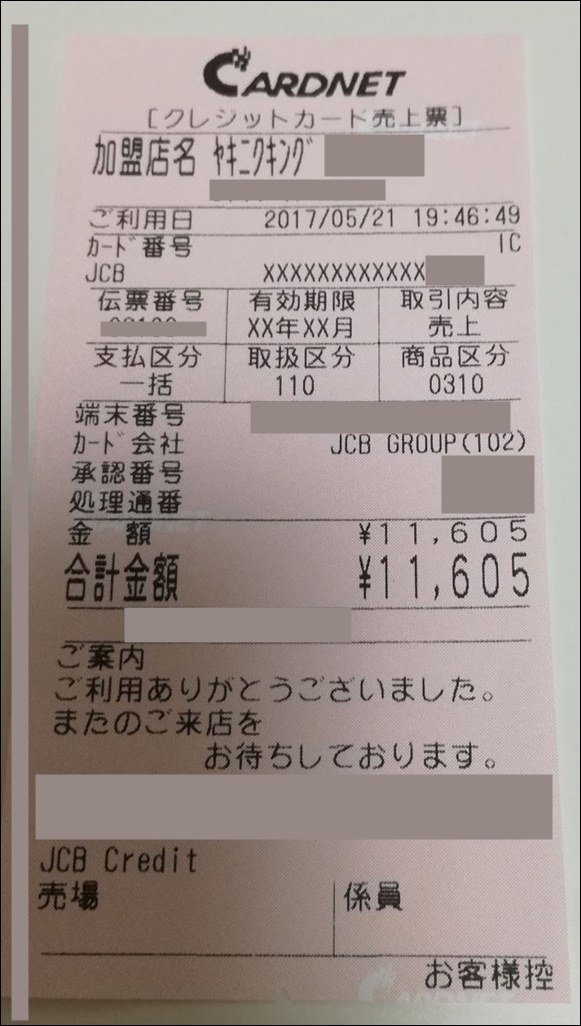 CARDNET
[クレジットカード売上票]
加盟店名 ﾔｷﾆｸｷﾝｸﾞ
ご利用日 2017/05/21 19:46:49
ｶｰﾄﾞ番号 IC
JCB XXXXXXXXXXXX
伝票番号 有効期限 取引内容
XX年XX月 売上
支払区分 取扱区分 商品区分
一括 110 0310
端末番号
ｶｰﾄﾞ会社 JCB GROUP(102)
承認番号
処理通番
金 額 ¥11,605
合計金額 ¥11,605
ご案内
ご利用ありがとうございました。
またのご来店を
お待ちしております。
JCB Credit
売場 係員
お客様控
CARDNET